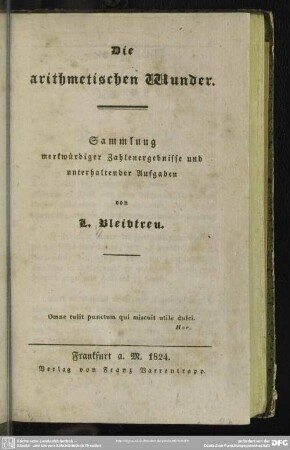 Die
arithmetischen Wunder.
Sammlung
merkwürdiger Zahlenergebnisse und
unterhaltender Aufgaben
von
L. Bleibtreu.
Omne tulit punctum qui miscuit utile dulci.
Hor.
Frankfurt a. M. 1824.
Verlag von Franz Varrentrapp.